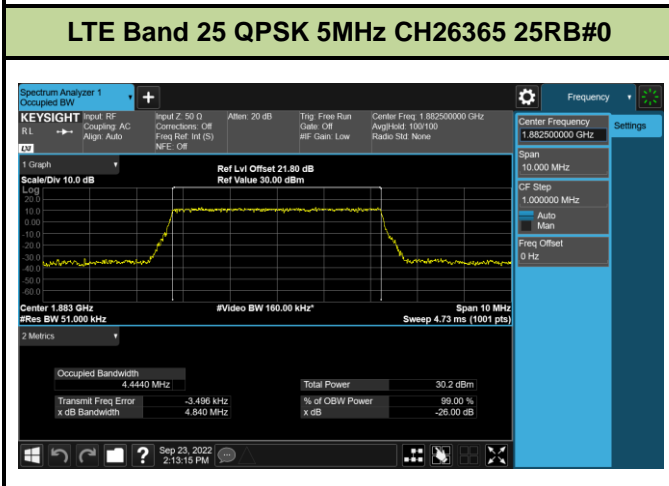 LTE Band 25 QPSK 5MHz CH26365 25RB#0
Spectrum Analyzer 1
Occupied BW
+
Frequency
KEYSIGHT
RL
Input: RF
Coupling: AC
Align: Auto
Input Z: 50 Ω
Corrections: Off
Freq Ref: Int (S)
NFE: Off
Atten: 20 dB
Trig: Free Run
Gate: Off
#IF Gain: Low
Center Freq: 1.882500000 GHz
Avg|Hold: 100/100
Radio Std: None
Center Frequency
1.882500000 GHz
Settings
Span
10.000 MHz
CF Step
1.000000 MHz
Auto
Man
Freq Offset
0 Hz
1 Graph
Scale/Div 10.0 dB
Ref Lvl Offset 21.80 dB
Ref Value 30.00 dBm
Log
20.0
10.0
0.00
-10.0
-20.0
-30.0
-40.0
-50.0
-60.0
Center 1.883 GHz
#Video BW 160.00 kHz*
Span 10 MHz
#Res BW 51.000 kHz
Sweep 4.73 ms (1001 pts)
2 Metrics
Occupied Bandwidth
4.4440 MHz
Total Power 30.2 dBm
Transmit Freq Error -3.496 kHz
% of OBW Power 99.00 %
x dB Bandwidth 4.840 MHz
x dB -26.00 dB
?
Sep 23, 2022
2:13:15 PM